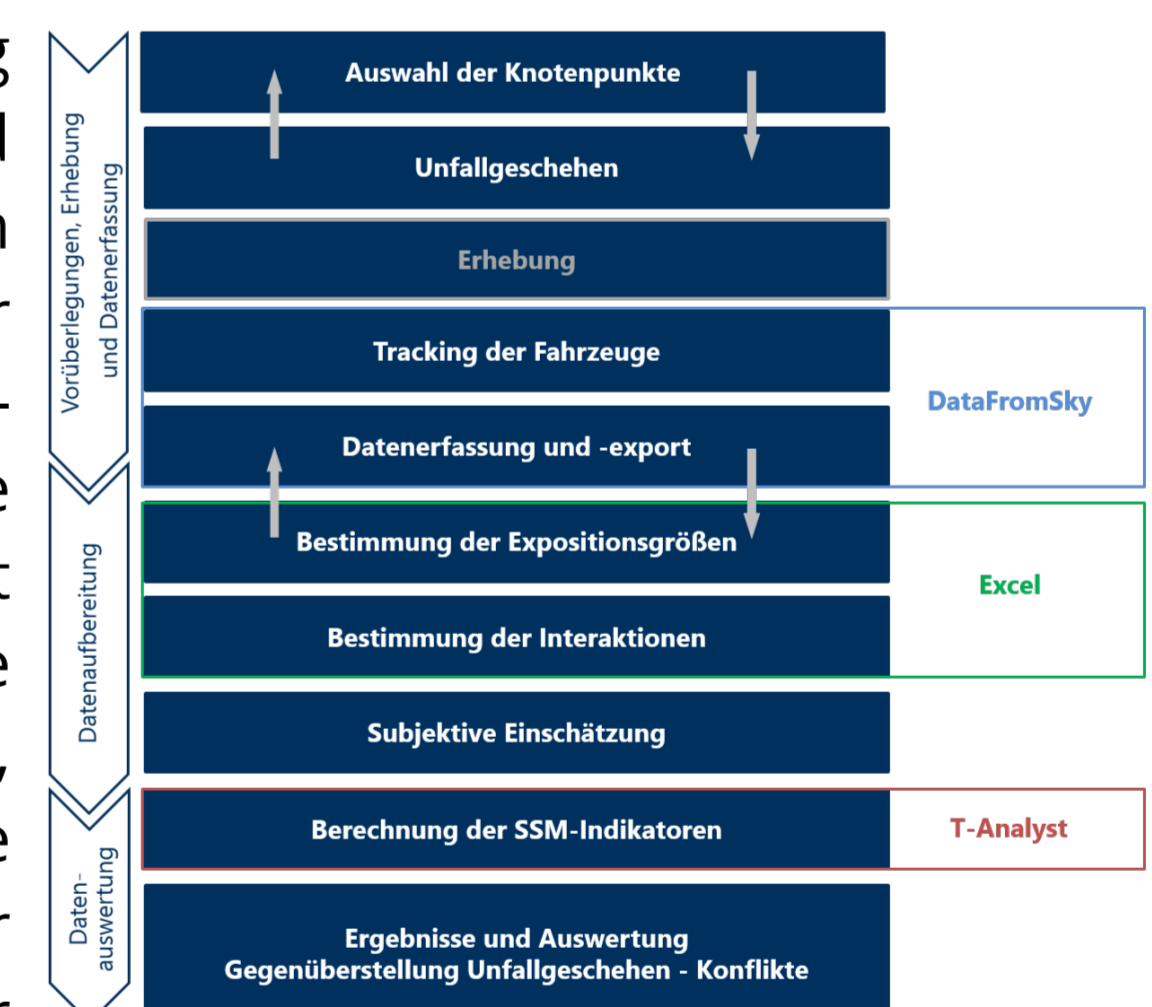 Vorüberlegungen, Erhebung
und Datenerfassung
Auswahl der Knotenpunkte
Unfallgeschehen
Erhebung
Tracking der Fahrzeuge
Datenerfassung und -export
DataFromSky
Datenaufbereitung
Bestimmung der Expositionsgrößen
Bestimmung der Interaktionen
Excel
Subjektive Einschätzung
Daten-
auswertung
Berechnung der SSM-Indikatoren
T-Analyst
Ergebnisse und Auswertung
Gegenüberstellung Unfallgeschehen - Konflikte